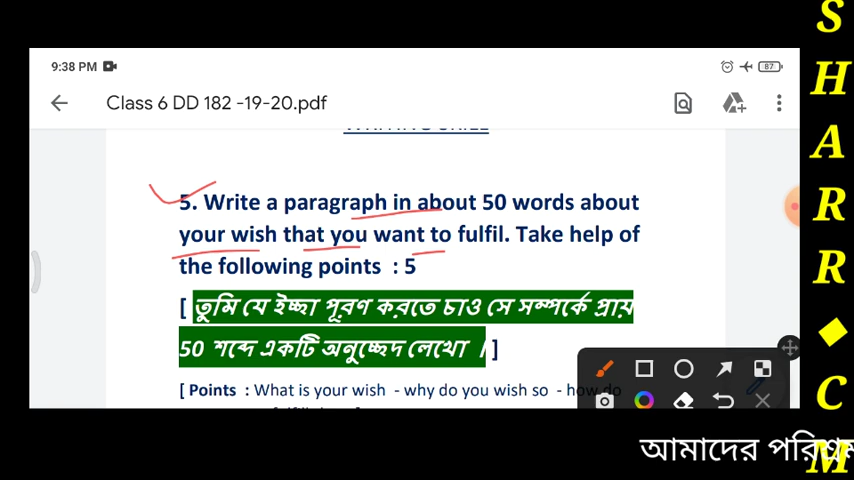 9:38 PM
87
Class 6 DD 182 -19-20.pdf
5. Write a paragraph in about 50 words about
your wish that you want to fulfil. Take help of
the following points : 5
[ তুমি যে ইচ্ছা পূরণ করতে চাও সে সম্পর্কে প্রায়
50 শব্দে একটি অনুচ্ছেদ লেখো । ]
[ Points : What is your wish - why do you wish so - how do
আমাদের
S
H
A
R
R
C
M